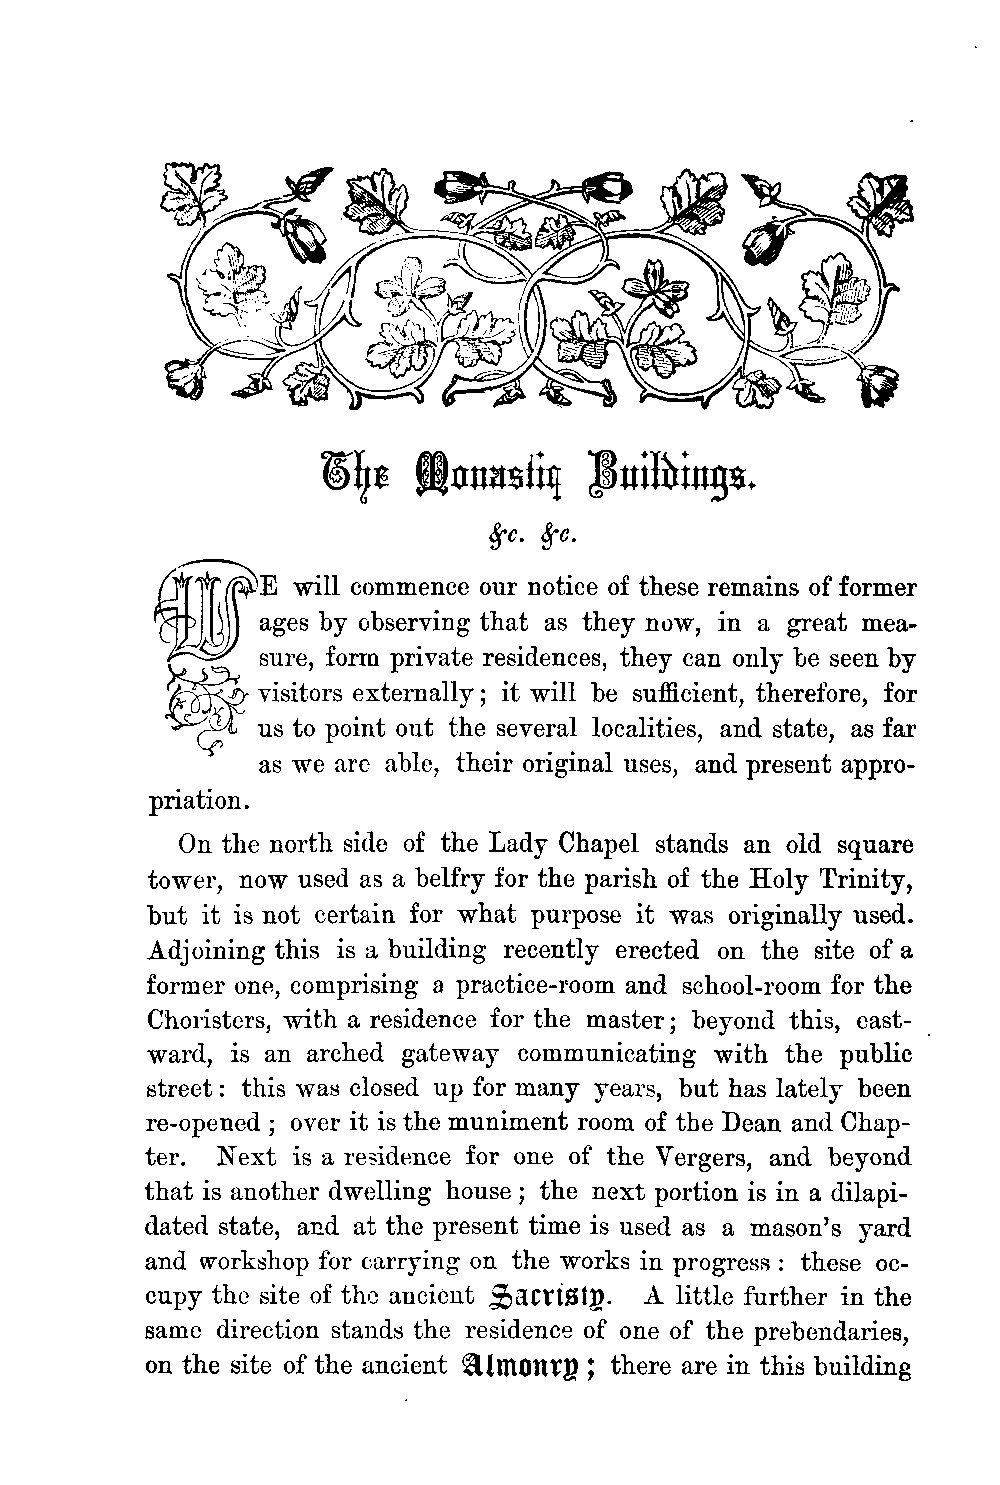 The Monastic Buildings.
&c. &c.
WE will commence our notice of these remains of former
ages by observing that as they now, in a great mea-
sure, form private residences, they can only be seen by
visitors externally; it will be sufficient, therefore, for
us to point out the several localities, and state, as far
as we are able, their original uses, and present appro-
priation.
On the north side of the Lady Chapel stands an old square
tower, now used as a belfry for the parish of the Holy Trinity,
but it is not certain for what purpose it was originally used.
Adjoining this is a building recently erected on the site of a
former one, comprising a practice-room and school-room for the
Choristers, with a residence for the master; beyond this, east-
ward, is an arched gateway communicating with the public
street: this was closed up for many years, but has lately been
re-opened; over it is the muniment room of the Dean and Chap-
ter. Next is a residence for one of the Vergers, and beyond
that is another dwelling house; the next portion is in a dilapi-
dated state, and at the present time is used as a mason's yard
and workshop for carrying on the works in progress: these oc-
cupy the site of the ancient Sacristy. A little further in the
same direction stands the residence of one of the prebendaries,
on the site of the ancient Almonry; there are in this building